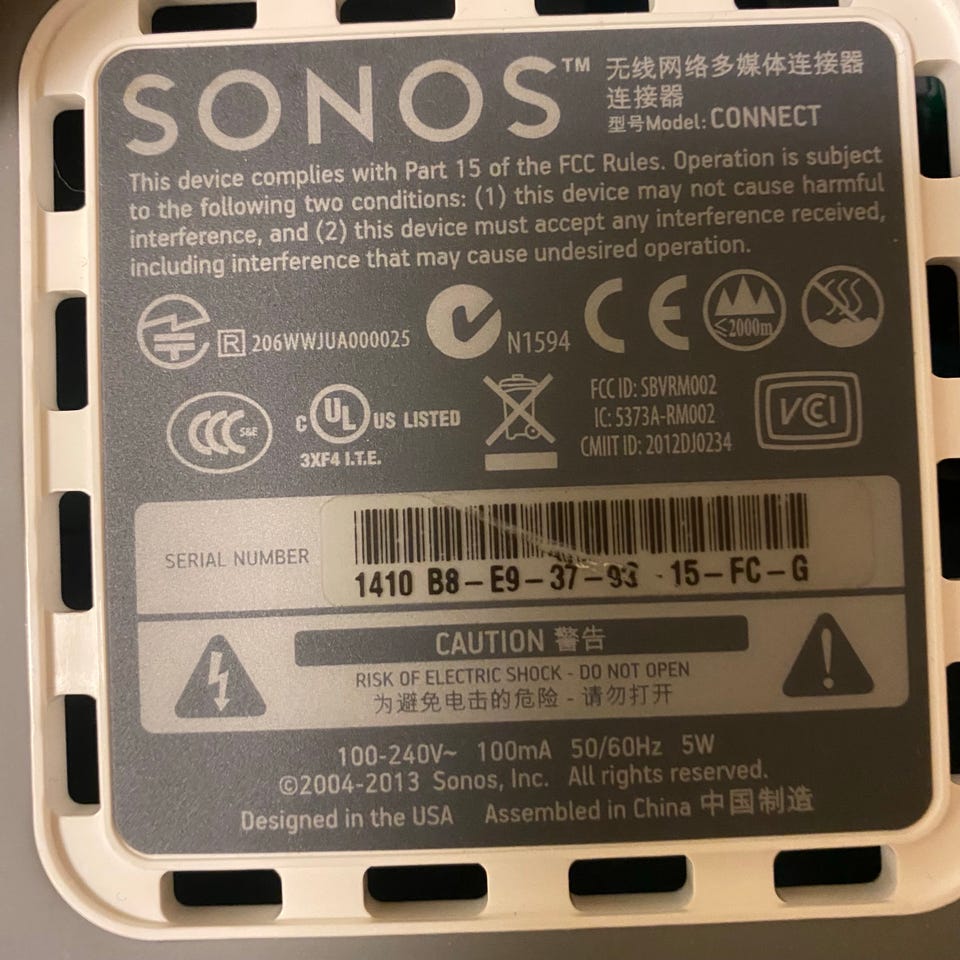 SONOS™
无线网络多媒体连接器
连接器
型号Model: CONNECT
This device complies with Part 15 of the FCC Rules. Operation is subject
to the following two conditions: (1) this device may not cause harmful
interference, and (2) this device must accept any interference received,
including interference that may cause undesired operation.
R 206WWJUA000025
N1594
CE
≤2000m
CCC S&E
C UL US LISTED
3XF4 I.T.E.
FCC ID: SBVRM002
IC: 5373A-RM002
CMIIT ID: 2012DJ0234
VCI
SERIAL NUMBER
1410 B8-E9-37-93 -15-FC-G
CAUTION 警告
RISK OF ELECTRIC SHOCK - DO NOT OPEN
为避免电击的危险 - 请勿打开
100-240V~ 100mA 50/60Hz 5W
©2004-2013 Sonos, Inc. All rights reserved.
Designed in the USA Assembled in China 中国制造